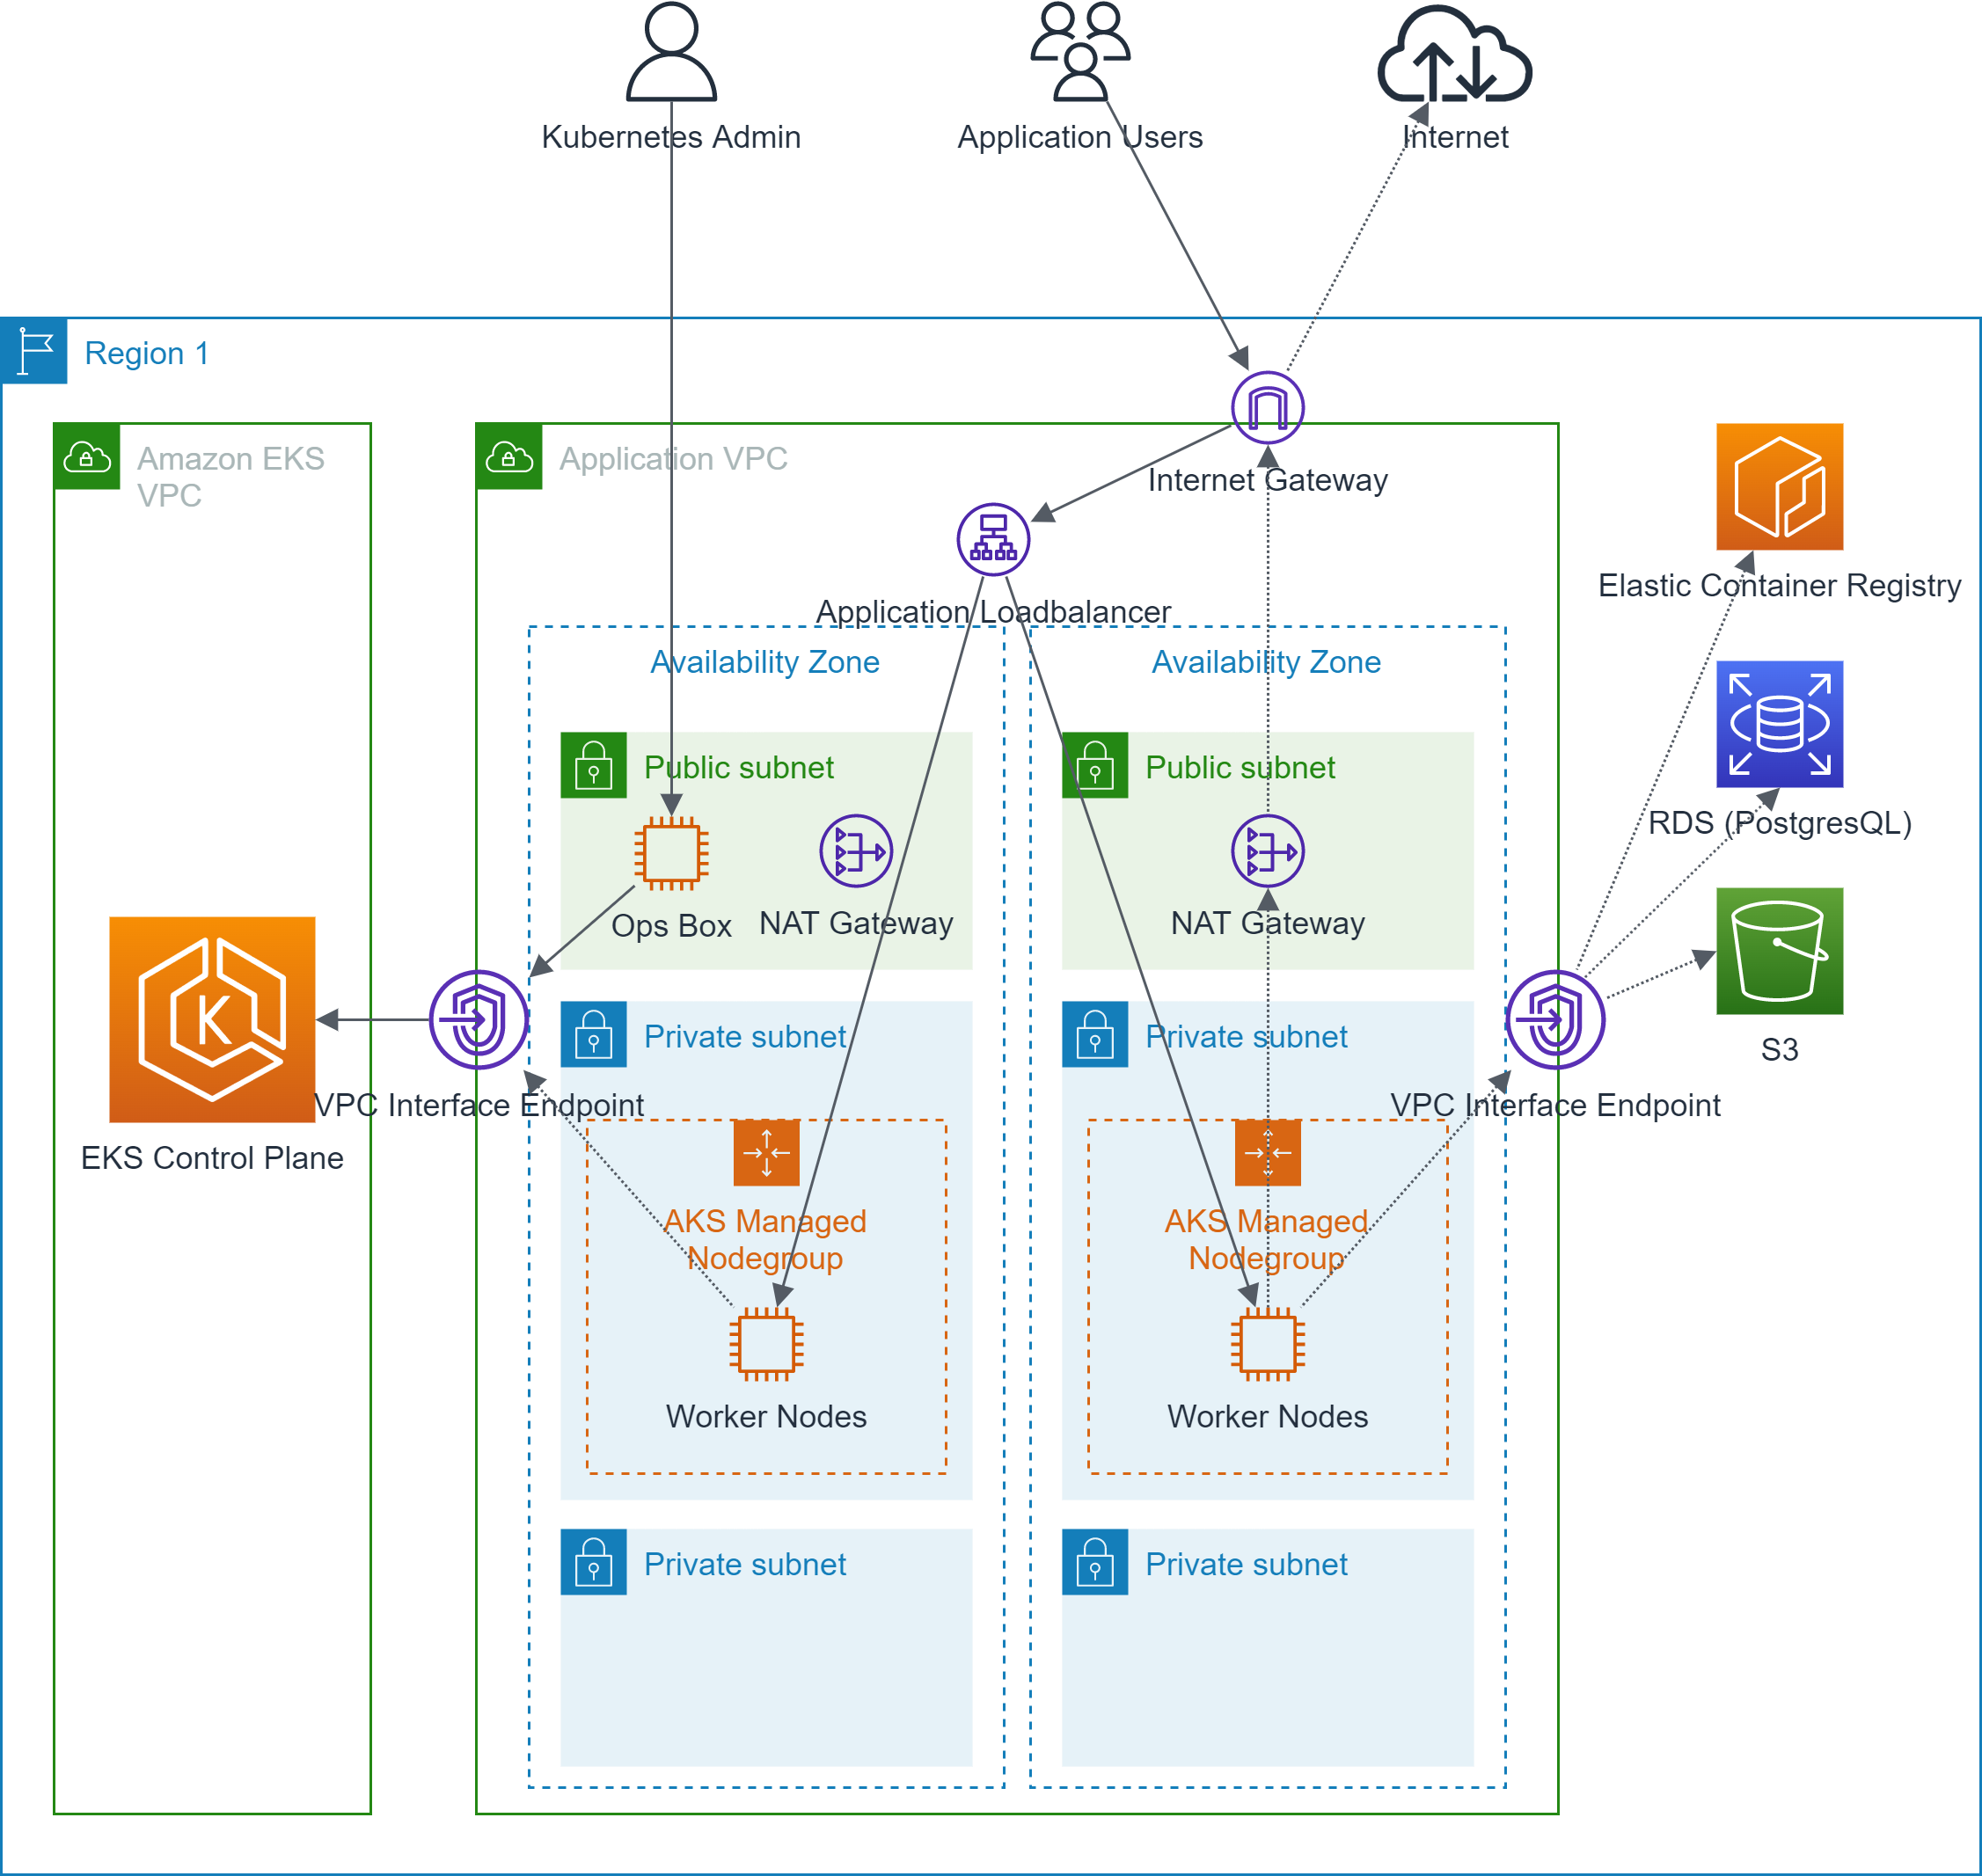 Kubernetes Admin
Application Users
Internet
Region 1
Amazon EKS
VPC
Application VPC
Internet Gateway
Elastic Container Registry
Application Loadbalancer
Availability Zone
Availability Zone
Public subnet
Public subnet
RDS (PostgresQL)
Ops Box
NAT Gateway
NAT Gateway
K
Private subnet
Private subnet
S3
VPC Interface Endpoint
VPC Interface Endpoint
EKS Control Plane
AKS Managed
Nodegroup
AKS Managed
Nodegroup
Worker Nodes
Worker Nodes
Private subnet
Private subnet